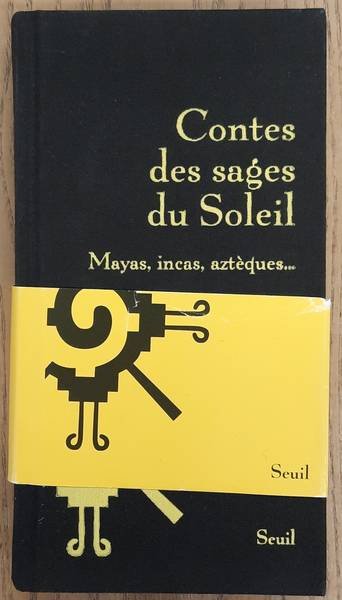 Contes
des sages
du Soleil
Mayas, incas, aztèques...
Seuil
Seuil